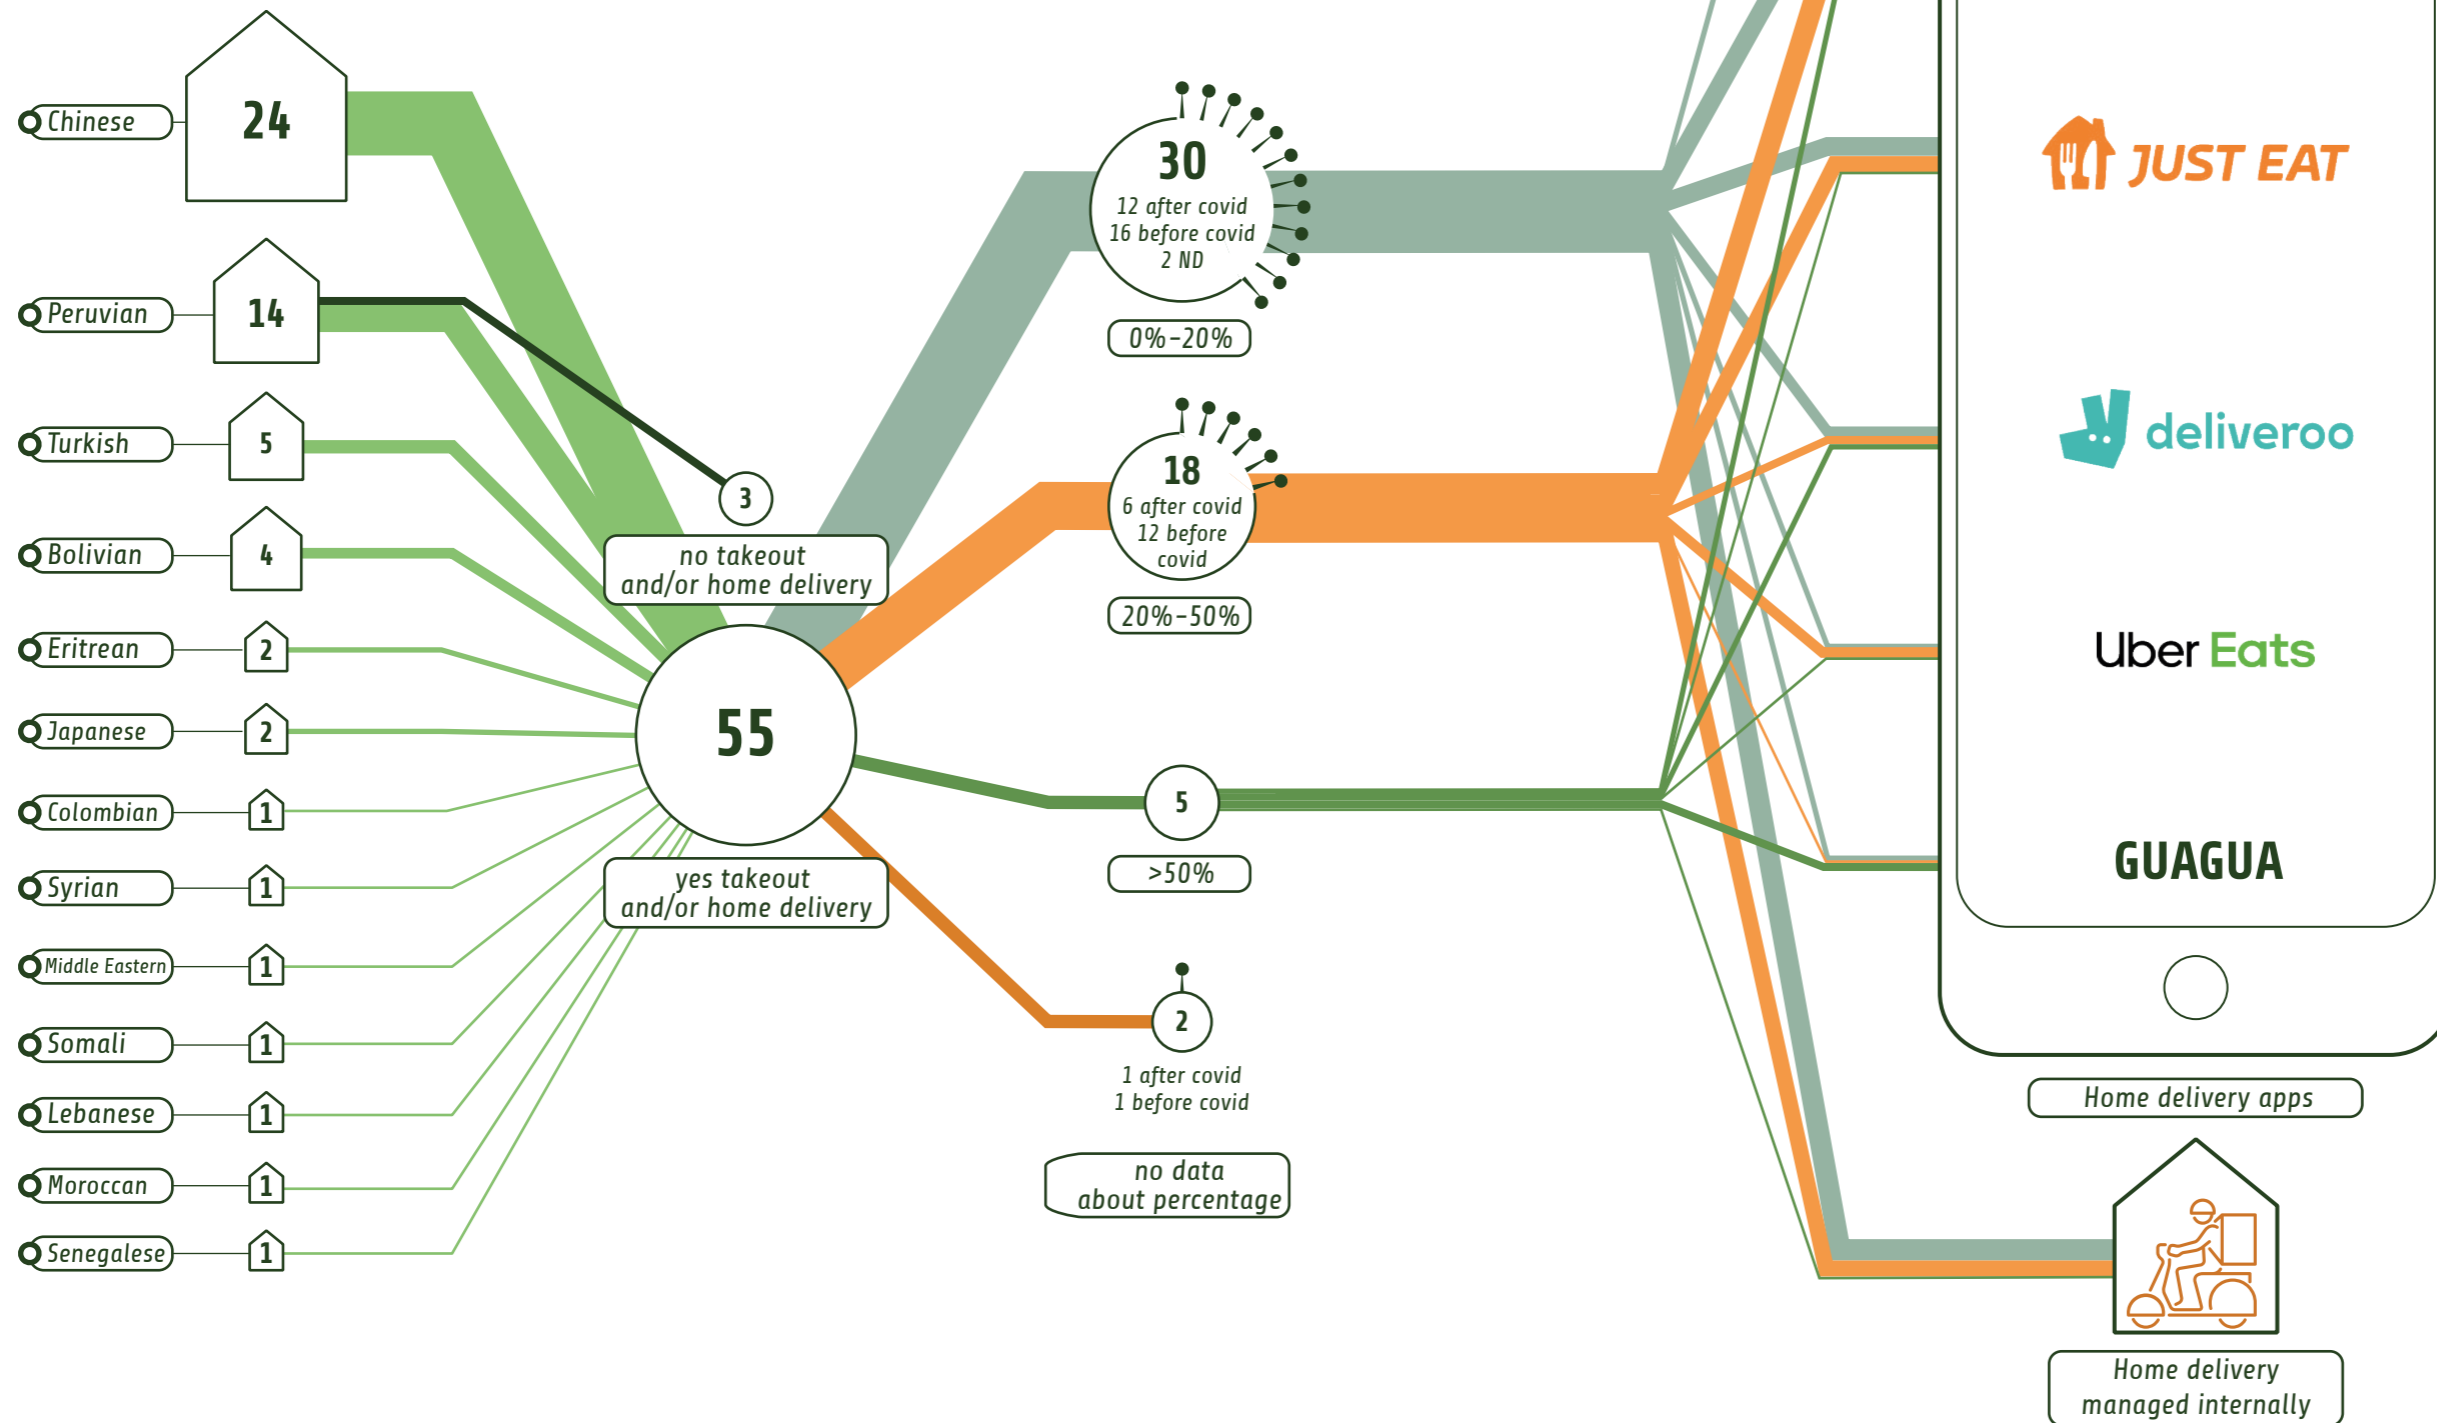 Chinese
24
Peruvian
14
Turkish
5
Bolivian
4
Eritrean
2
Japanese
2
Colombian
1
Syrian
1
Middle Eastern
1
Somali
1
Lebanese
1
Moroccan
1
Senegalese
1
3
no takeout
and/or home delivery
55
yes takeout
and/or home delivery
30
12 after covid
16 before covid
2 ND
0%-20%
18
6 after covid
12 before
covid
20%-50%
5
>50%
2
1 after covid
1 before covid
no data
about percentage
JUST EAT
deliveroo
Uber Eats
GUAGUA
Home delivery apps
Home delivery
managed internally